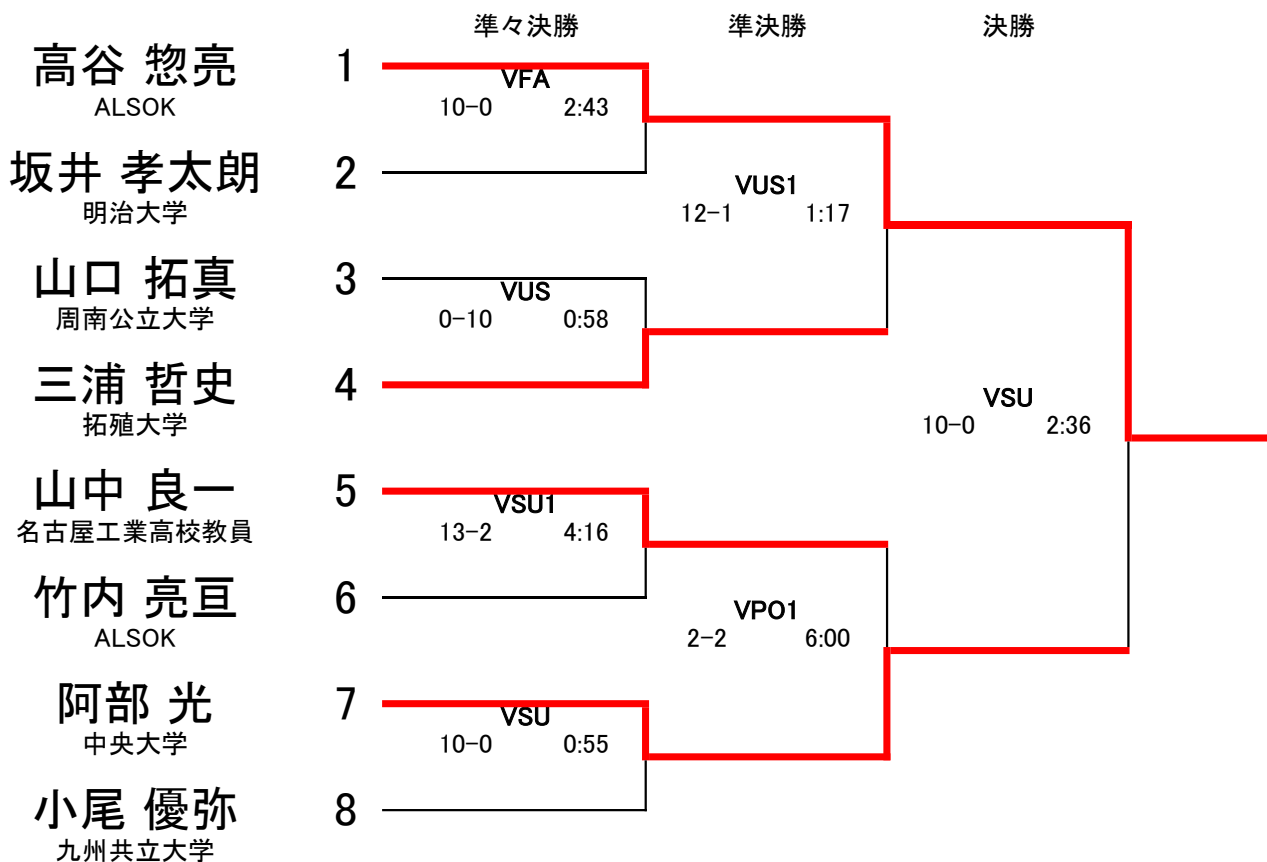 準々決勝 準決勝 決勝
高谷 惣亮 1
ALSOK
VFA
10-0 2:43
坂井 孝太朗 2
明治大学
VUS1
12-1 1:17
山口 拓真 3
周南公立大学
VUS
0-10 0:58
三浦 哲史 4
拓殖大学
VSU
10-0 2:36
山中 良一 5
名古屋工業高校教員
VSU1
13-2 4:16
竹内 亮亘 6
ALSOK
VPO1
2-2 6:00
阿部 光 7
中央大学
VSU
10-0 0:55
小尾 優弥 8
九州共立大学